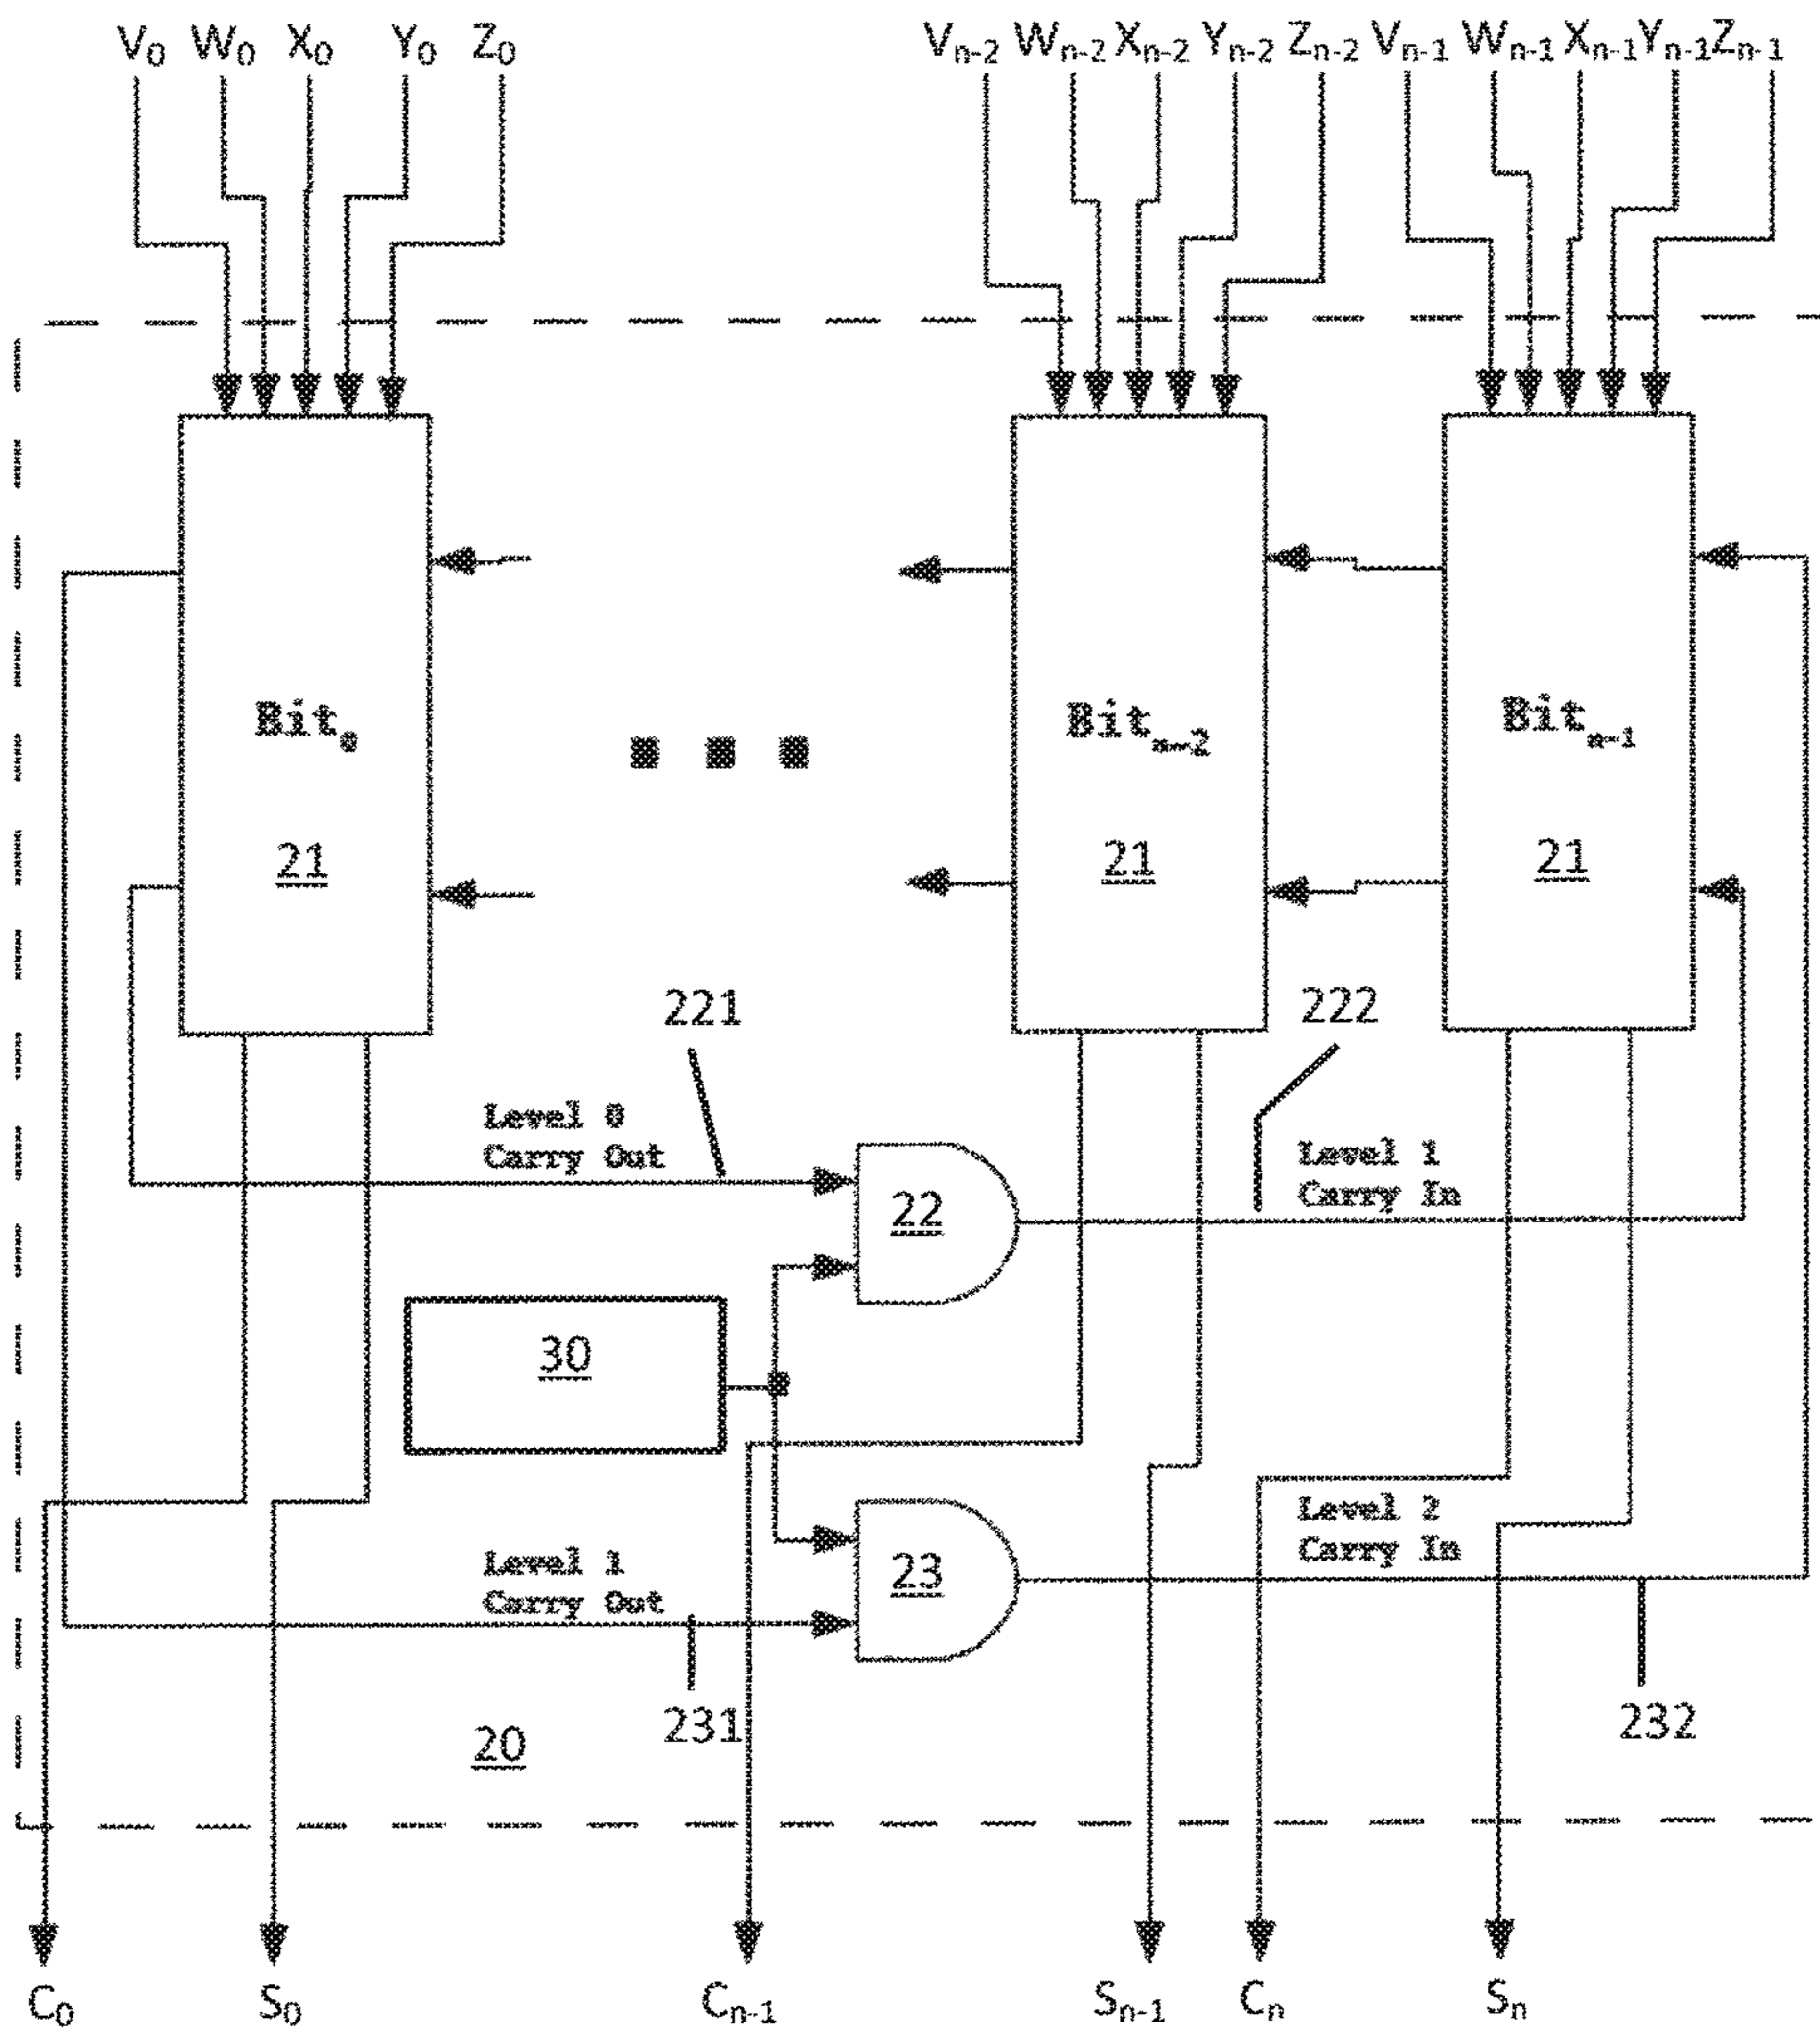 V₀ W₀ X₀ Y₀ Z₀ Vₙ₋₂ Wₙ₋₂ Xₙ₋₂ Yₙ₋₂ Zₙ₋₂ Vₙ₋₁ Wₙ₋₁ Xₙ₋₁ Yₙ₋₁ Zₙ₋₁
Bit₀ Bitₙ₋₂ Bitₙ₋₁
21 21 21
221 222
Level 0
Carry Out
22
Level 1
Carry In
30
Level 2
Carry In
Level 1
Carry Out
23
231 232
20
C₀ S₀ Cₙ₋₁ Sₙ₋₁ Cₙ Sₙ